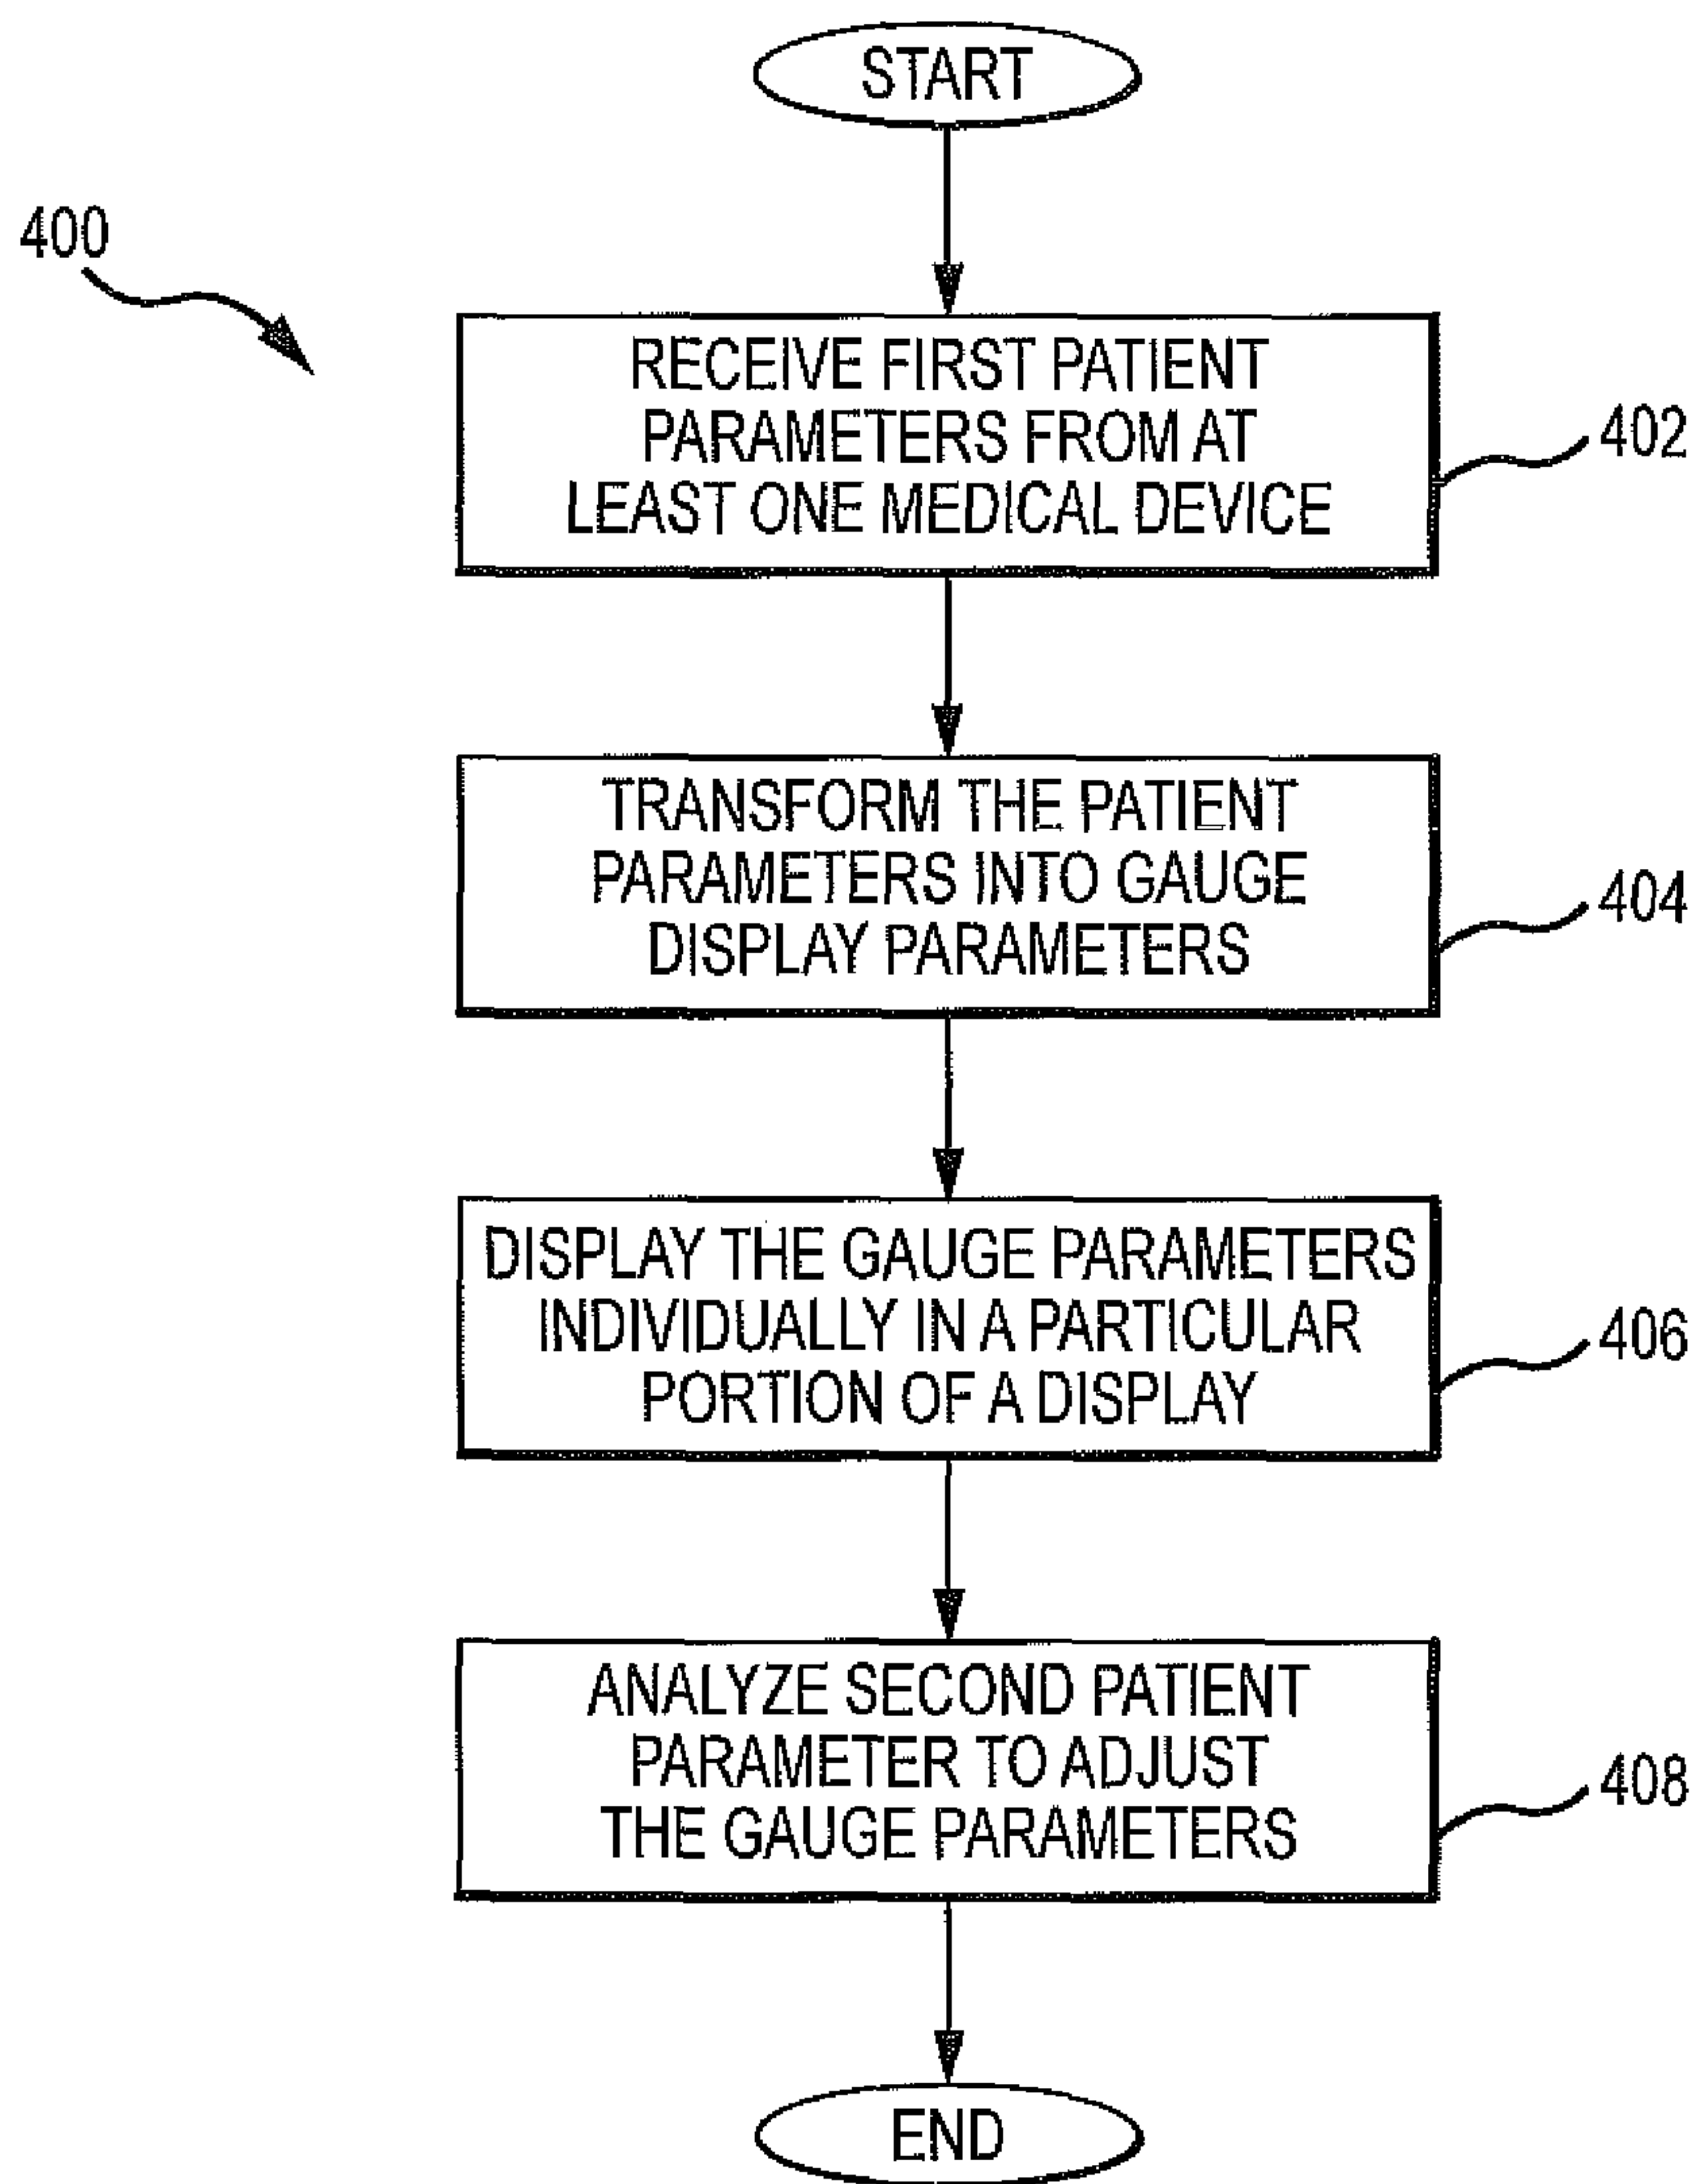 START
400
RECEIVE FIRST PATIENT
PARAMETERS FROM AT
LEAST ONE MEDICAL DEVICE
402
TRANSFORM THE PATIENT
PARAMETERS INTO GAUGE
DISPLAY PARAMETERS
404
DISPLAY THE GAUGE PARAMETERS
INDIVIDUALLY IN A PARTICULAR
PORTION OF A DISPLAY
406
ANALYZE SECOND PATIENT
PARAMETER TO ADJUST
THE GAUGE PARAMETERS
408
END